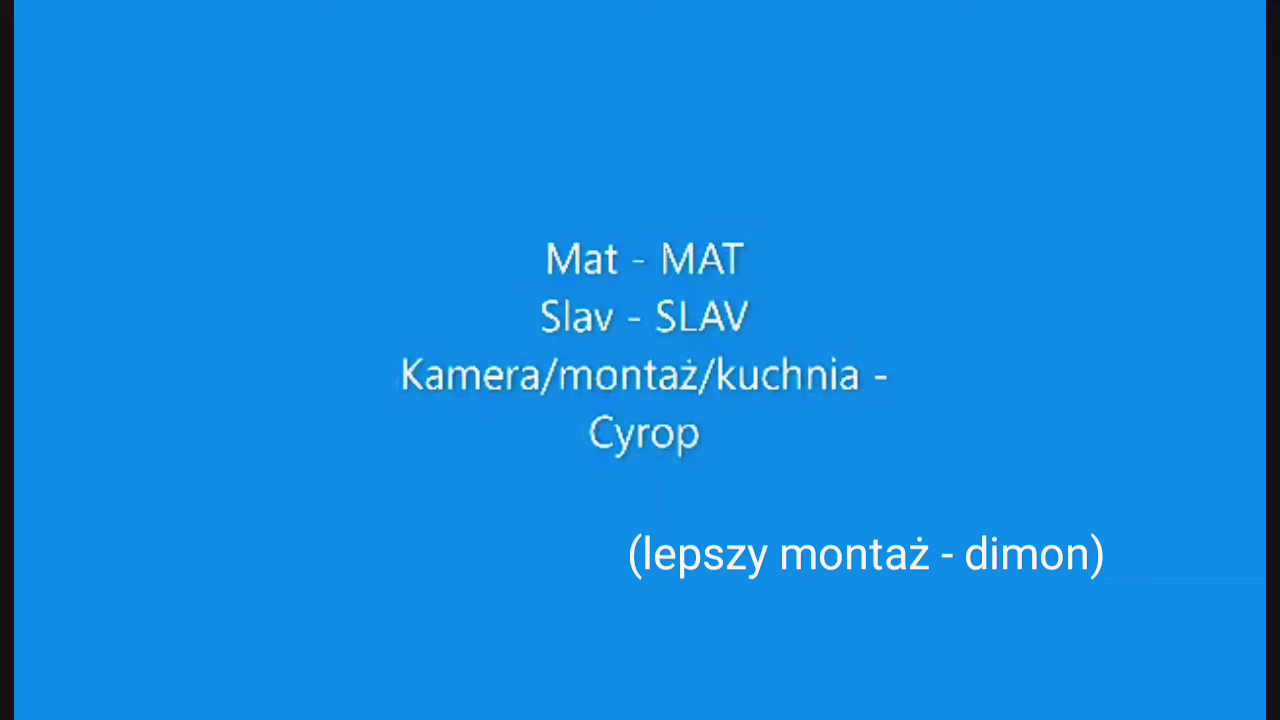 Mat - MAT
Slav - SLAV
Kamera/montaż/kuchnia -
Cyrop
(lepszy montaż - dimon)